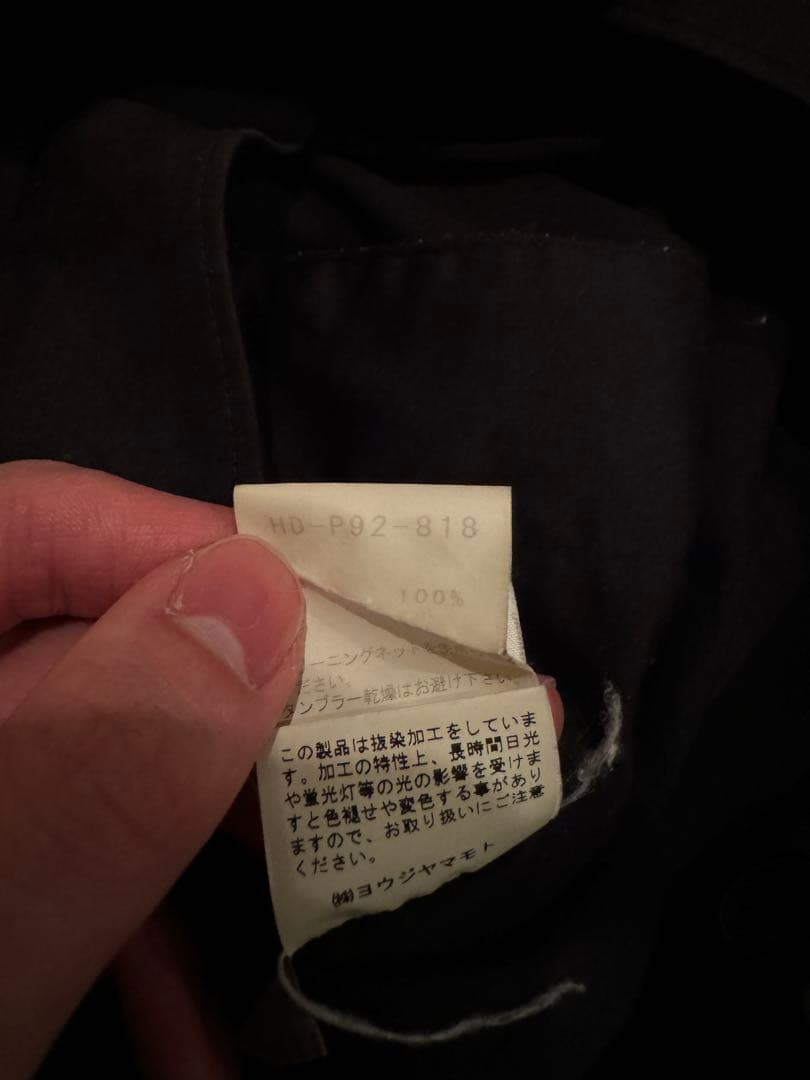 HD-P92-818
100%
ーニングネットを
ださい。
タンブラー乾燥はお避け下さい。
この製品は抜染加工をしていま
す。加工の特性上、長時間日光
や蛍光灯等の光の影響を受けま
すと色褪せや変色する事があり
ますので、お取り扱いにご注意
ください。
㈱ヨウジヤマモト